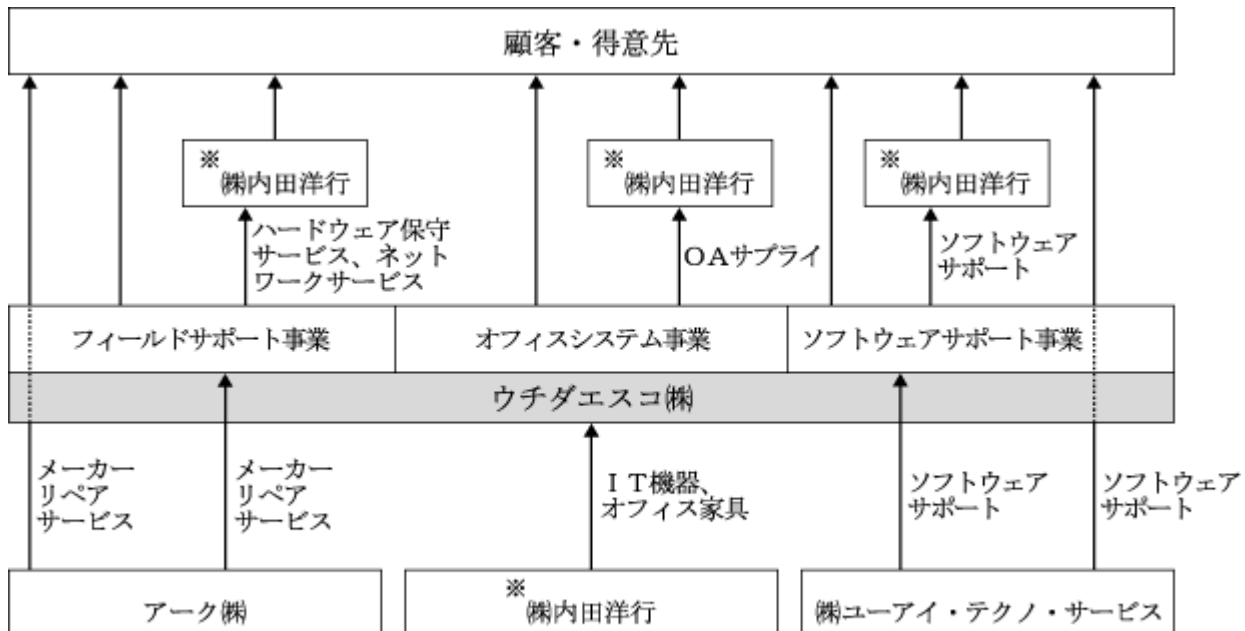 顧客・得意先
※
㈱内田洋行
※
㈱内田洋行
※
㈱内田洋行
ハードウェア保守
サービス、ネット
ワークサービス
ＯＡサプライ
ソフトウェア
サポート
フィールドサポート事業
オフィスシステム事業
ソフトウェアサポート事業
ウチダエスコ㈱
メーカー
リペア
サービス
メーカー
リペア
サービス
ＩＴ機器、
オフィス家具
ソフトウェア
サポート
ソフトウェア
サポート
アーク㈱
※
㈱内田洋行
㈱ユーアイ・テクノ・サービス